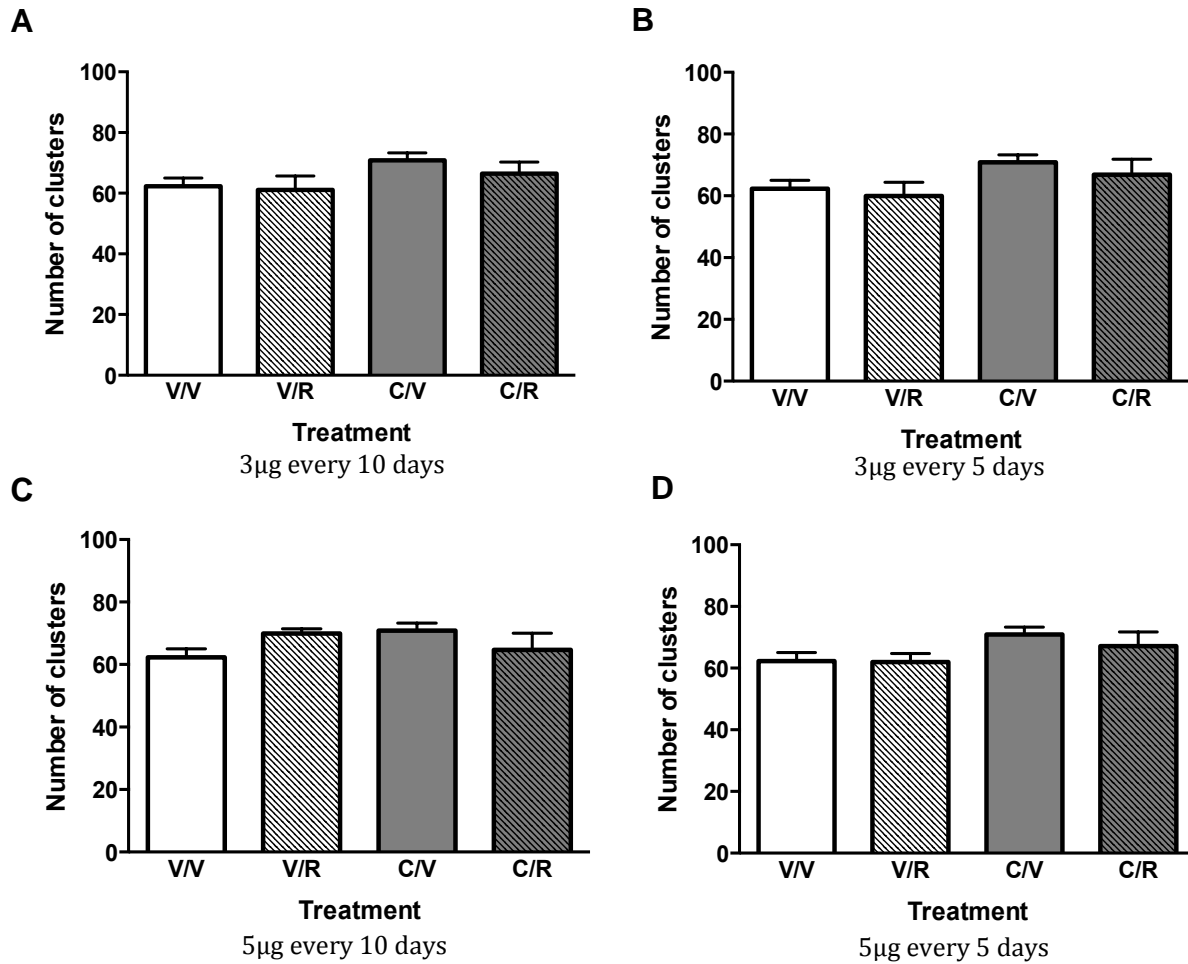 A
Number of clusters
100
80
60
40
20
0
V/V V/R C/V C/R
Treatment
3μg every 10 days
B
Number of clusters
100
80
60
40
20
0
V/V V/R C/V C/R
Treatment
3μg every 5 days
C
Number of clusters
100
80
60
40
20
0
V/V V/R C/V C/R
Treatment
5μg every 10 days
D
Number of clusters
100
80
60
40
20
0
V/V V/R C/V C/R
Treatment
5μg every 5 days